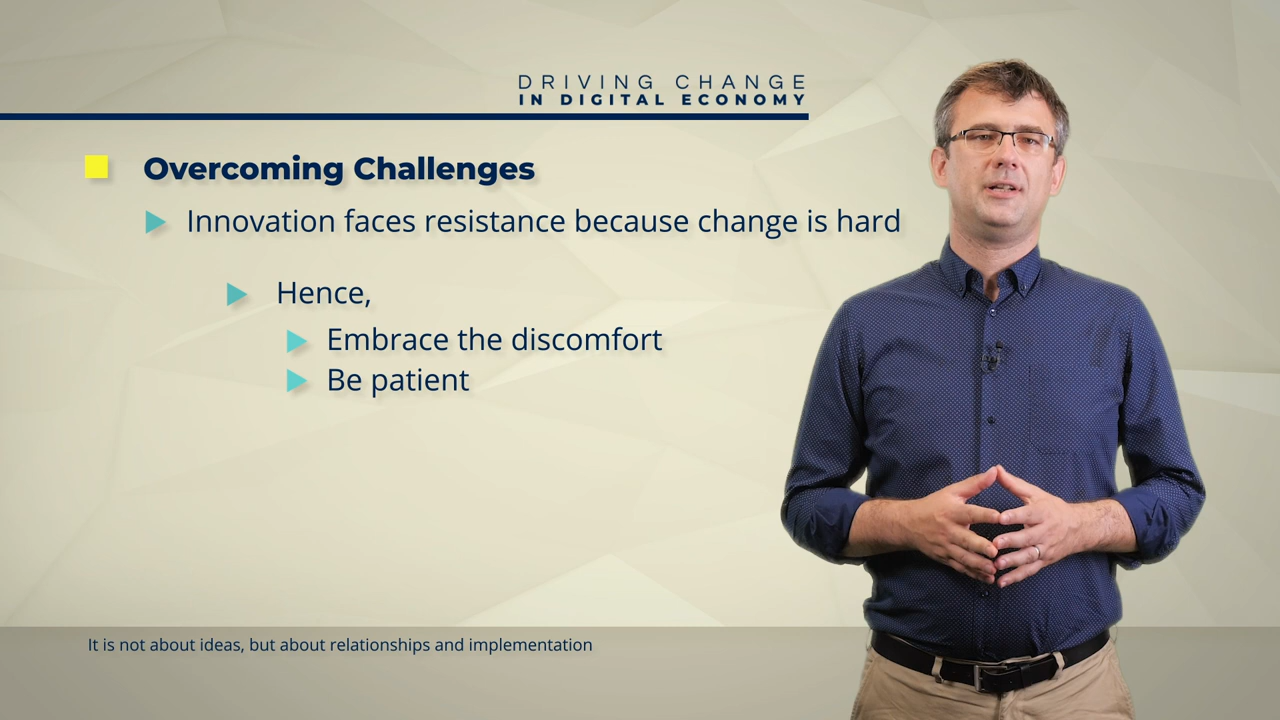 DRIVING CHANGE
IN DIGITAL ECONOMY
Overcoming Challenges
Innovation faces resistance because change is hard
Hence,
Embrace the discomfort
Be patient
It is not about ideas, but about relationships and implementation